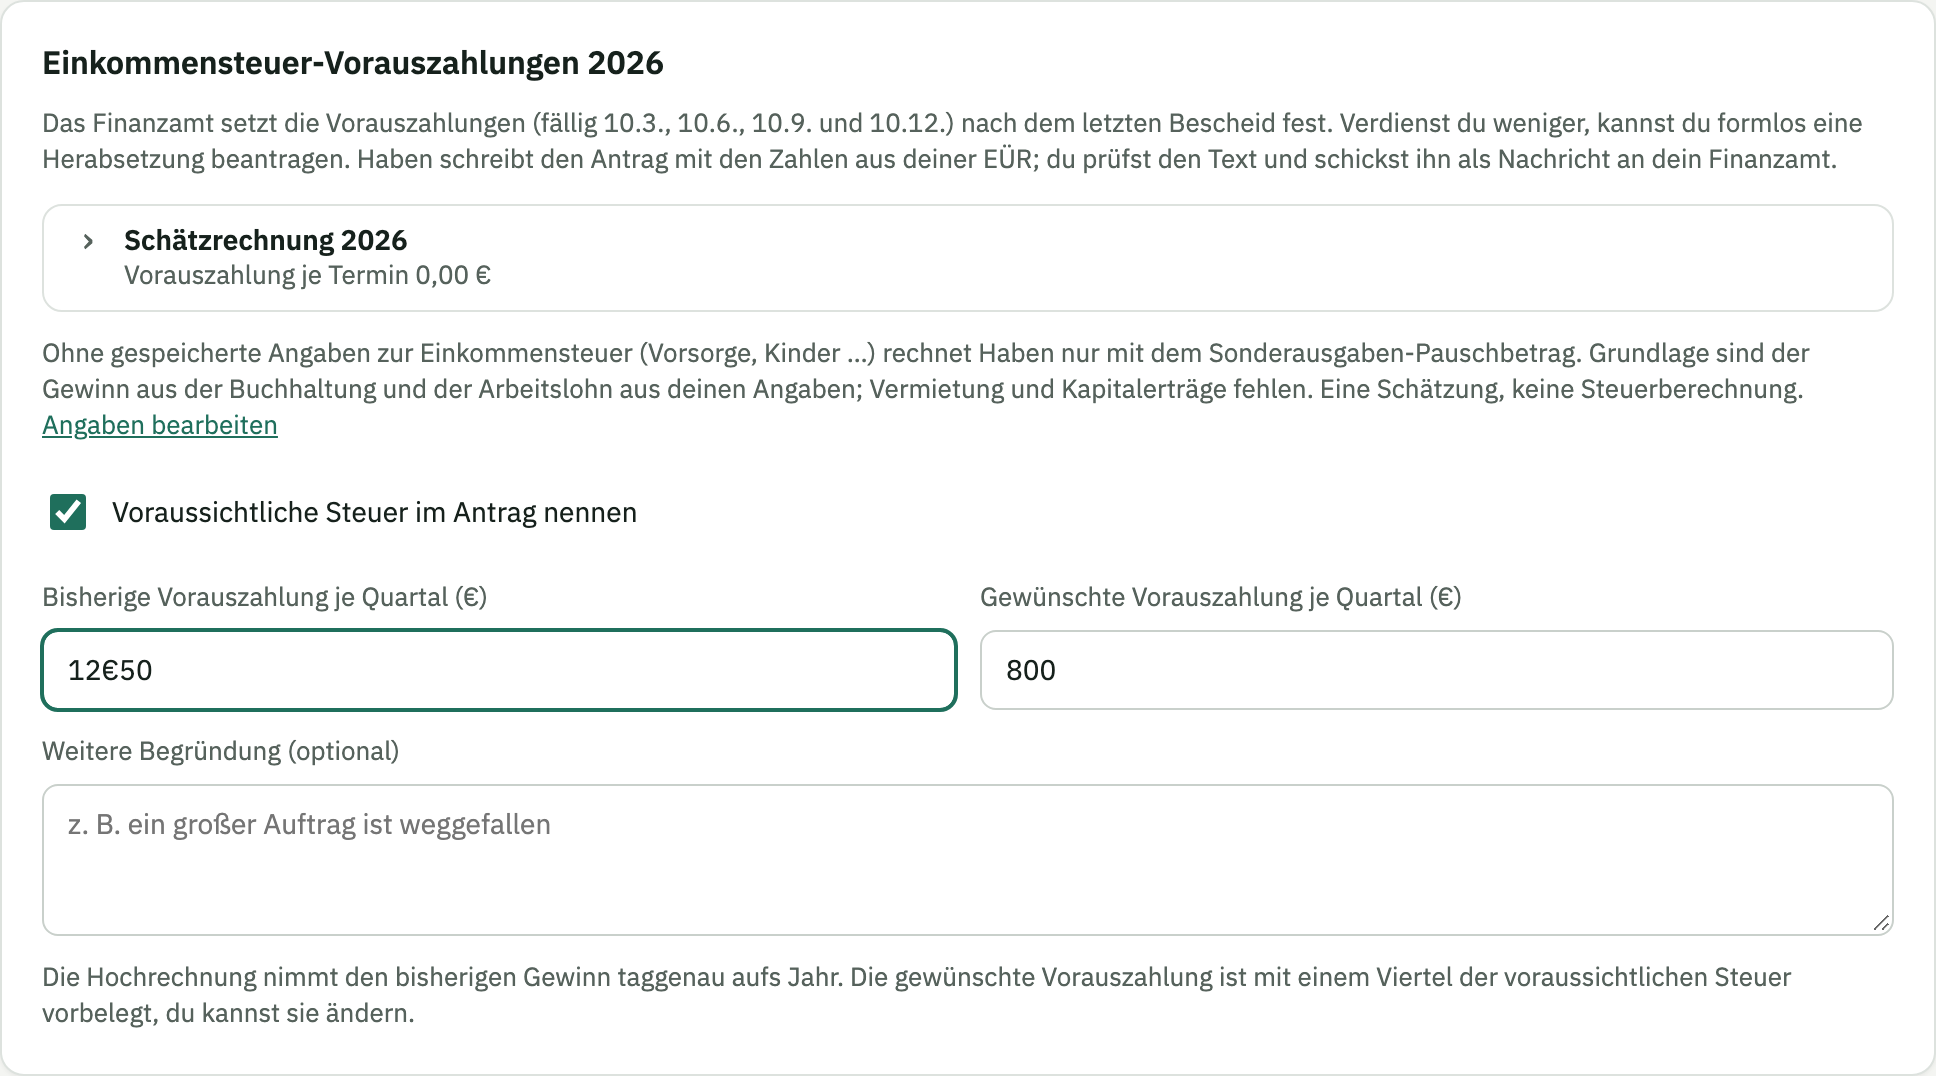 Einkommensteuer-Vorauszahlungen 2026
Das Finanzamt setzt die Vorauszahlungen (fällig 10.3., 10.6., 10.9. und 10.12.) nach dem letzten Bescheid fest. Verdienst du weniger, kannst du formlos eine
Herabsetzung beantragen. Haben schreibt den Antrag mit den Zahlen aus deiner EÜR; du prüfst den Text und schickst ihn als Nachricht an dein Finanzamt.
Schätzrechnung 2026
Vorauszahlung je Termin 0,00 €
Ohne gespeicherte Angaben zur Einkommensteuer (Vorsorge, Kinder …) rechnet Haben nur mit dem Sonderausgaben-Pauschbetrag. Grundlage sind der
Gewinn aus der Buchhaltung und der Arbeitslohn aus deinen Angaben; Vermietung und Kapitalerträge fehlen. Eine Schätzung, keine Steuerberechnung.
Angaben bearbeiten
Voraussichtliche Steuer im Antrag nennen
Bisherige Vorauszahlung je Quartal (€)
Gewünschte Vorauszahlung je Quartal (€)
12€50
800
Weitere Begründung (optional)
z. B. ein großer Auftrag ist weggefallen
Die Hochrechnung nimmt den bisherigen Gewinn taggenau aufs Jahr. Die gewünschte Vorauszahlung ist mit einem Viertel der voraussichtlichen Steuer
vorbelegt, du kannst sie ändern.